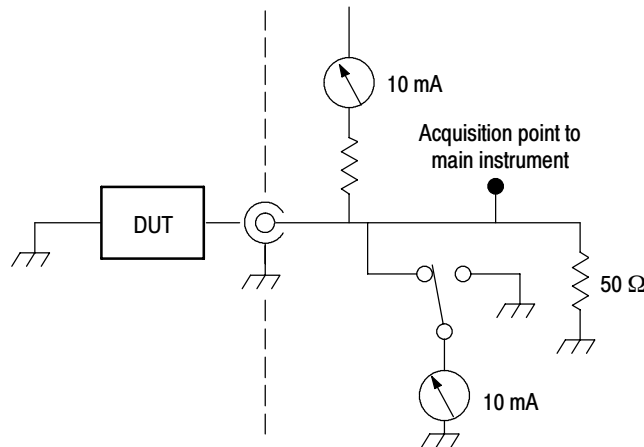 10 mA
Acquisition point to
main instrument
DUT
50 Ω
10 mA